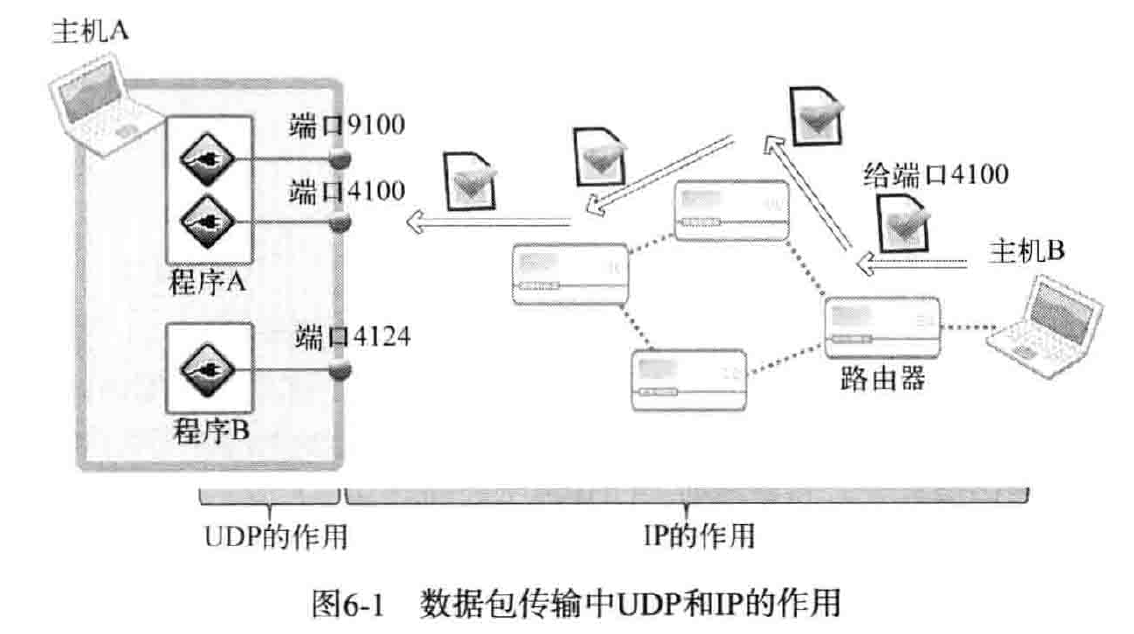 主机A
端口9100
端口4100
给端口4100
主机B
程序A
端口4124
路由器
程序B
UDP的作用
IP的作用
图6-1 数据包传输中UDP和IP的作用